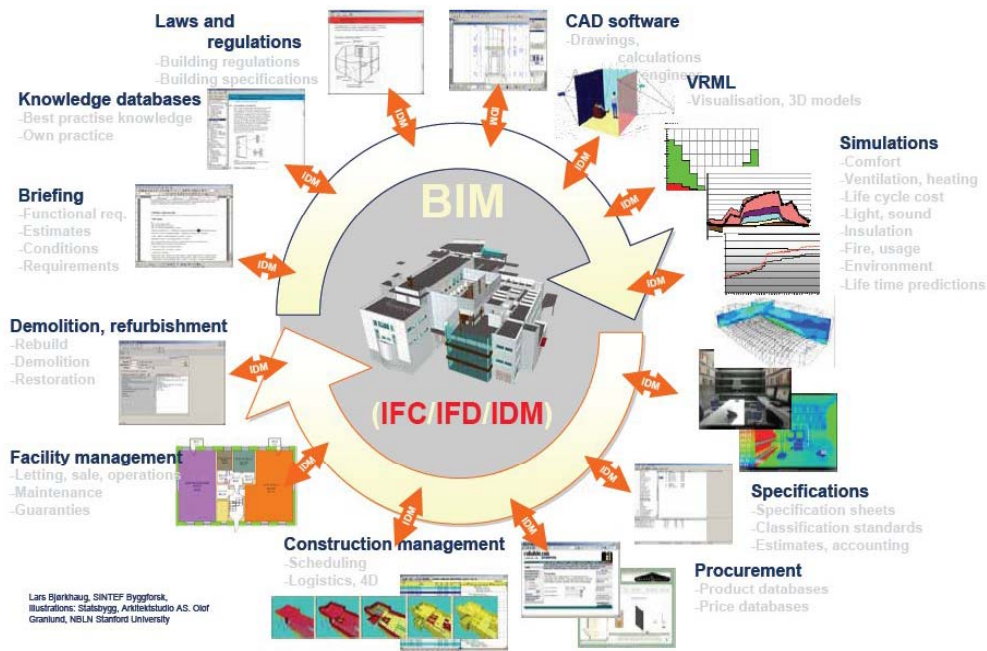 Laws and
regulations
-Building regulations
-Building specifications
CAD software
-Drawings,
calculations
VRML
-Visualisation, 3D models
Knowledge databases
-Best practise knowledge
-Own practice
Simulations
-Comfort
-Ventilation, heating
-Life cycle cost
-Light, sound
-Insulation
-Fire, usage
-Environment
-Life time predictions
Briefing
-Functional req.
-Estimates
-Conditions
-Requirements
BIM
(IFC/IFD/IDM)
IDM
IDM
IDM
IDM
IDM
IDM
IDM
IDM
IDM
IDM
IDM
IDM
IDM
Demolition, refurbishment
-Rebuild
-Demolition
-Restoration
Facility management
-Letting, sale, operations
-Maintenance
-Guaranties
Specifications
-Specification sheets
-Classification standards
-Estimates, accounting
Construction management
-Scheduling
-Logistics, 4D
Procurement
-Product databases
-Price databases
Lars Bjørkhaug, SINTEF Byggforsk,
Illustrations: Statsbygg, Arkitektstudio AS. Olof
Granlund, NBLN Stanford University